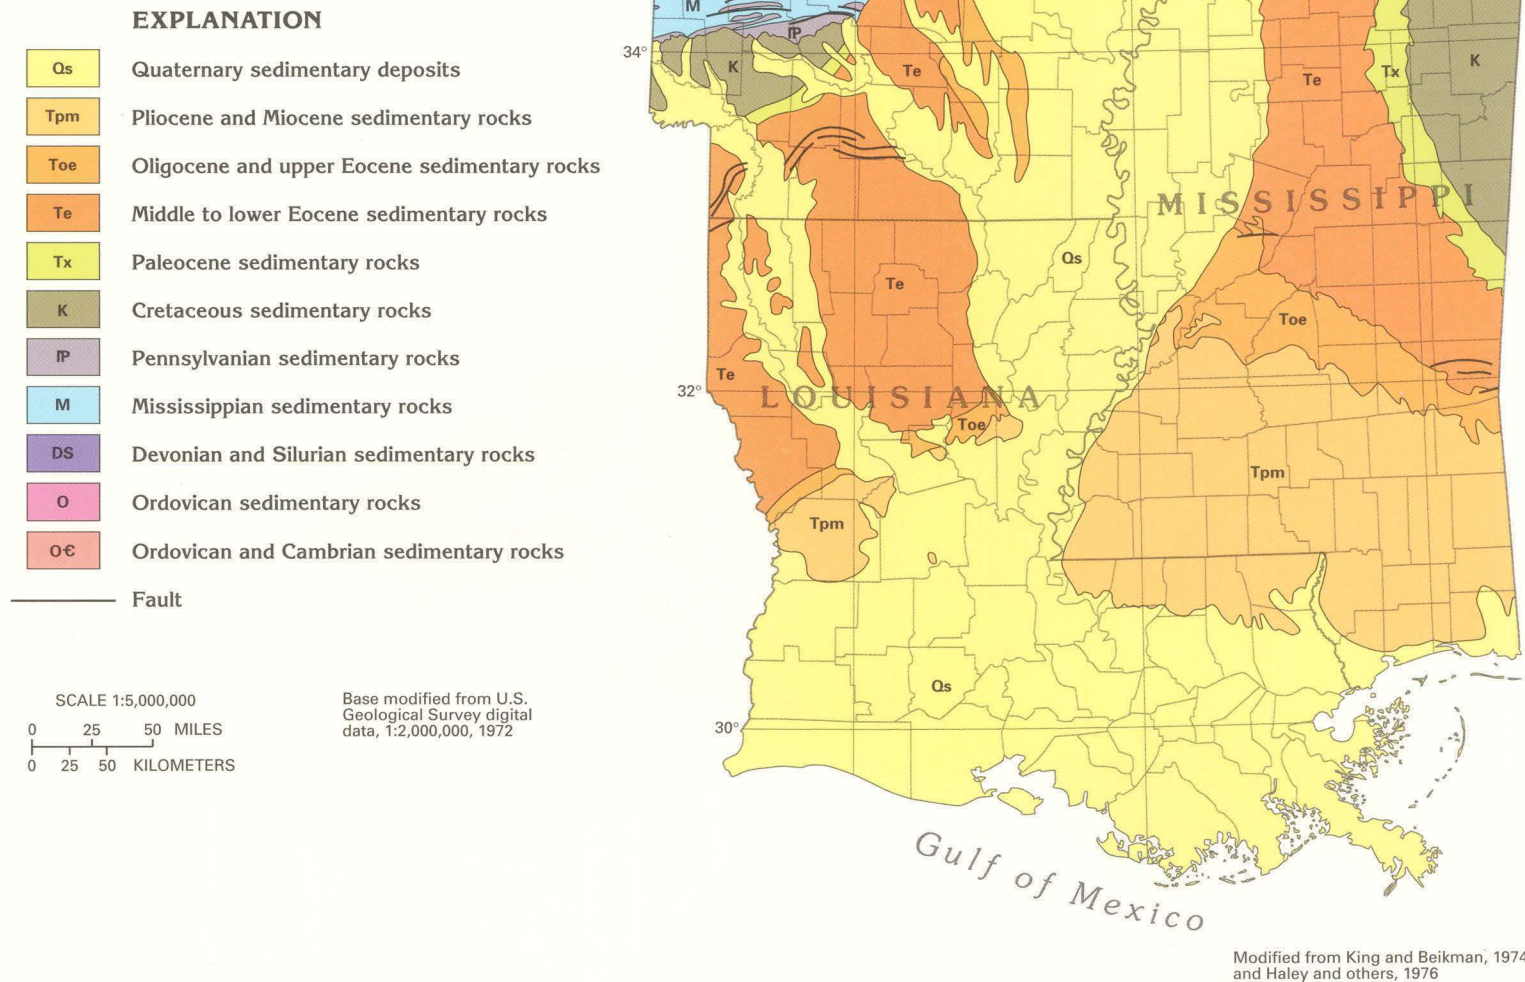 EXPLANATION
Qs Quaternary sedimentary deposits
Tpm Pliocene and Miocene sedimentary rocks
Toe Oligocene and upper Eocene sedimentary rocks
Te Middle to lower Eocene sedimentary rocks
Tx Paleocene sedimentary rocks
K Cretaceous sedimentary rocks
IP Pennsylvanian sedimentary rocks
M Mississippian sedimentary rocks
DS Devonian and Silurian sedimentary rocks
O Ordovican sedimentary rocks
O€ Ordovican and Cambrian sedimentary rocks
Fault
SCALE 1:5,000,000
0 25 50 MILES
0 25 50 KILOMETERS
Base modified from U.S.
Geological Survey digital
data, 1:2,000,000, 1972
M
IP
34°
K
Te
Te
Tx
K
MISSISSIPPI
Qs
Te
Toe
Te
32°
LOUISIANA
Toe
Tpm
Tpm
Qs
30°
Gulf of Mexico
Modified from King and Beikman, 1974
and Haley and others, 1976